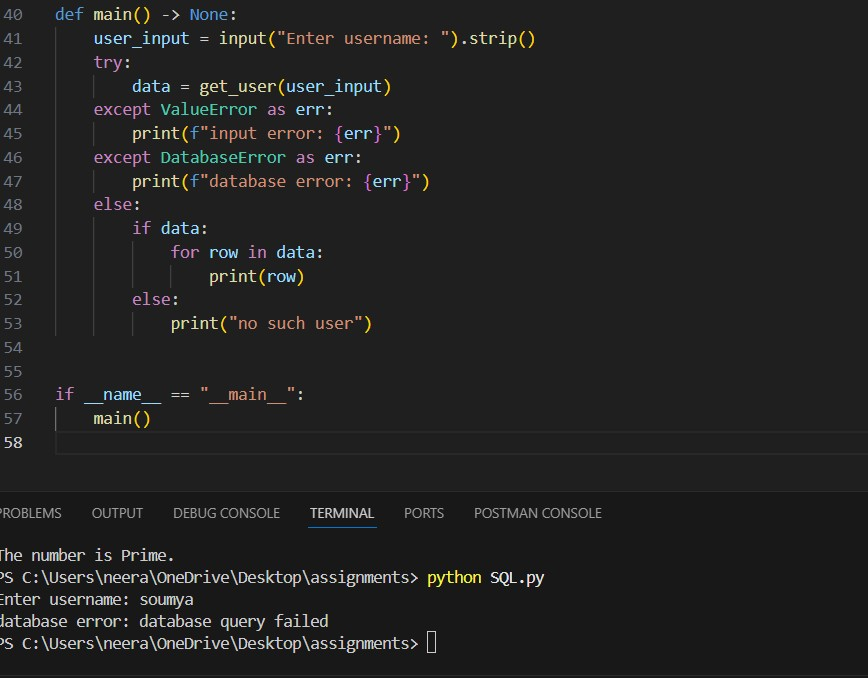 40 def main() -> None:
41     user_input = input("Enter username: ").strip()
42     try:
43         data = get_user(user_input)
44     except ValueError as err:
45         print(f"input error: {err}")
46     except DatabaseError as err:
47         print(f"database error: {err}")
48     else:
49         if data:
50             for row in data:
51                 print(row)
52         else:
53             print("no such user")
54
55
56 if __name__ == "__main__":
57     main()
58
PROBLEMS OUTPUT DEBUG CONSOLE TERMINAL PORTS POSTMAN CONSOLE
The number is Prime.
PS C:\Users\neera\OneDrive\Desktop\assignments> python SQL.py
Enter username: soumya
database error: database query failed
PS C:\Users\neera\OneDrive\Desktop\assignments>